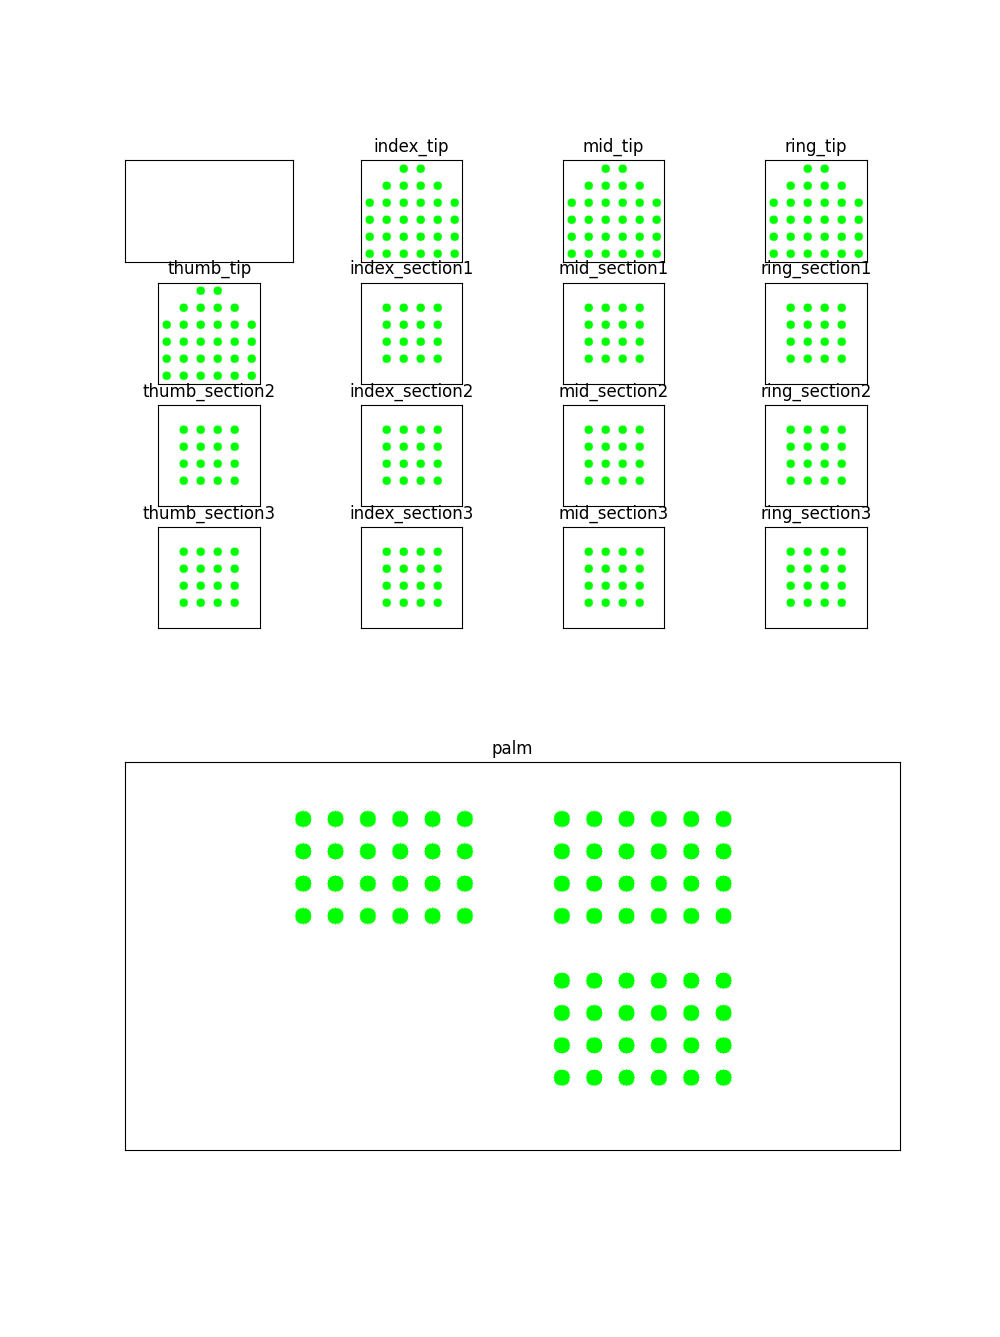 index_tip
mid_tip
ring_tip
thumb_tip
index_section1
mid_section1
ring_section1
thumb_section2
index_section2
mid_section2
ring_section2
thumb_section3
index_section3
mid_section3
ring_section3
palm